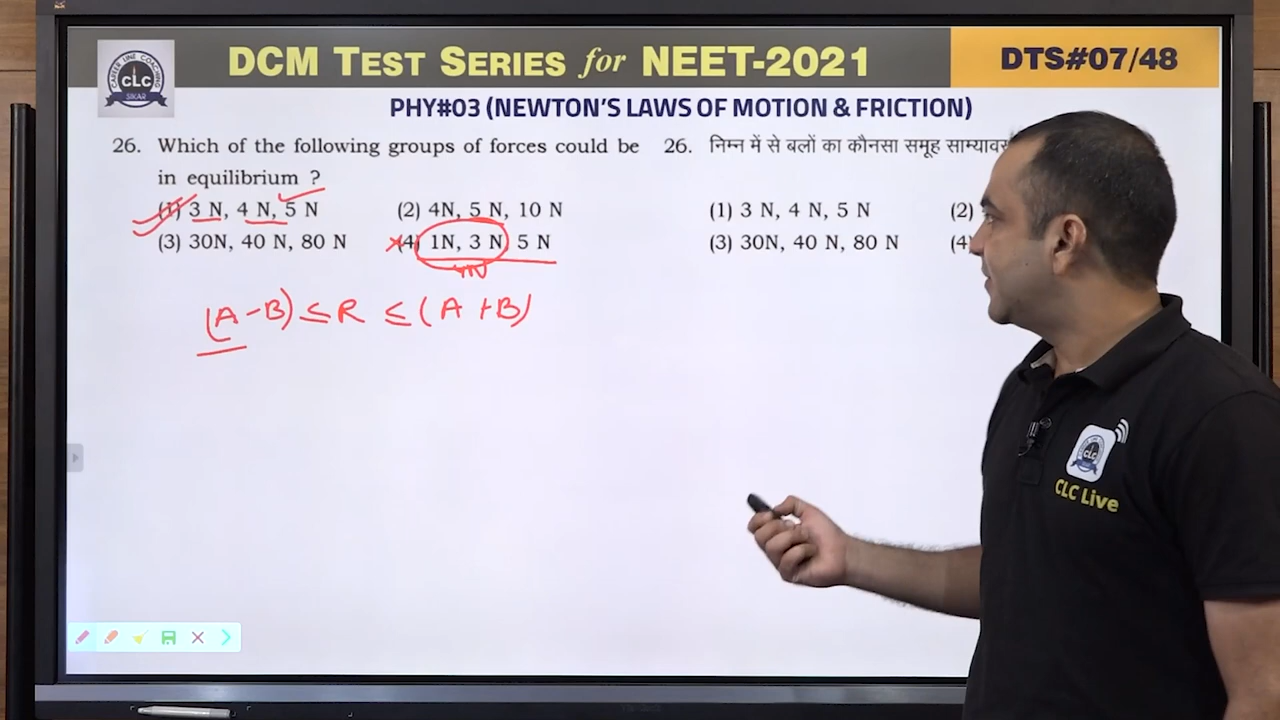 DCM TEST SERIES for NEET-2021
DTS#07/48
CLC
SIKAR
PHY#03 (NEWTON'S LAWS OF MOTION & FRICTION)
26. Which of the following groups of forces could be
in equilibrium ?
(1) 3 N, 4 N, 5 N
(2) 4N, 5 N, 10 N
(3) 30N, 40 N, 80 N
(4) 1N, 3 N, 5 N
4N
(A-B) ≤ R ≤ (A+B)
26. निम्न में से बलों का कौनसा समूह
(1) 3 N, 4 N, 5 N
(2)
(3) 30N, 40 N, 80 N
(4)
CLC
CLC Live